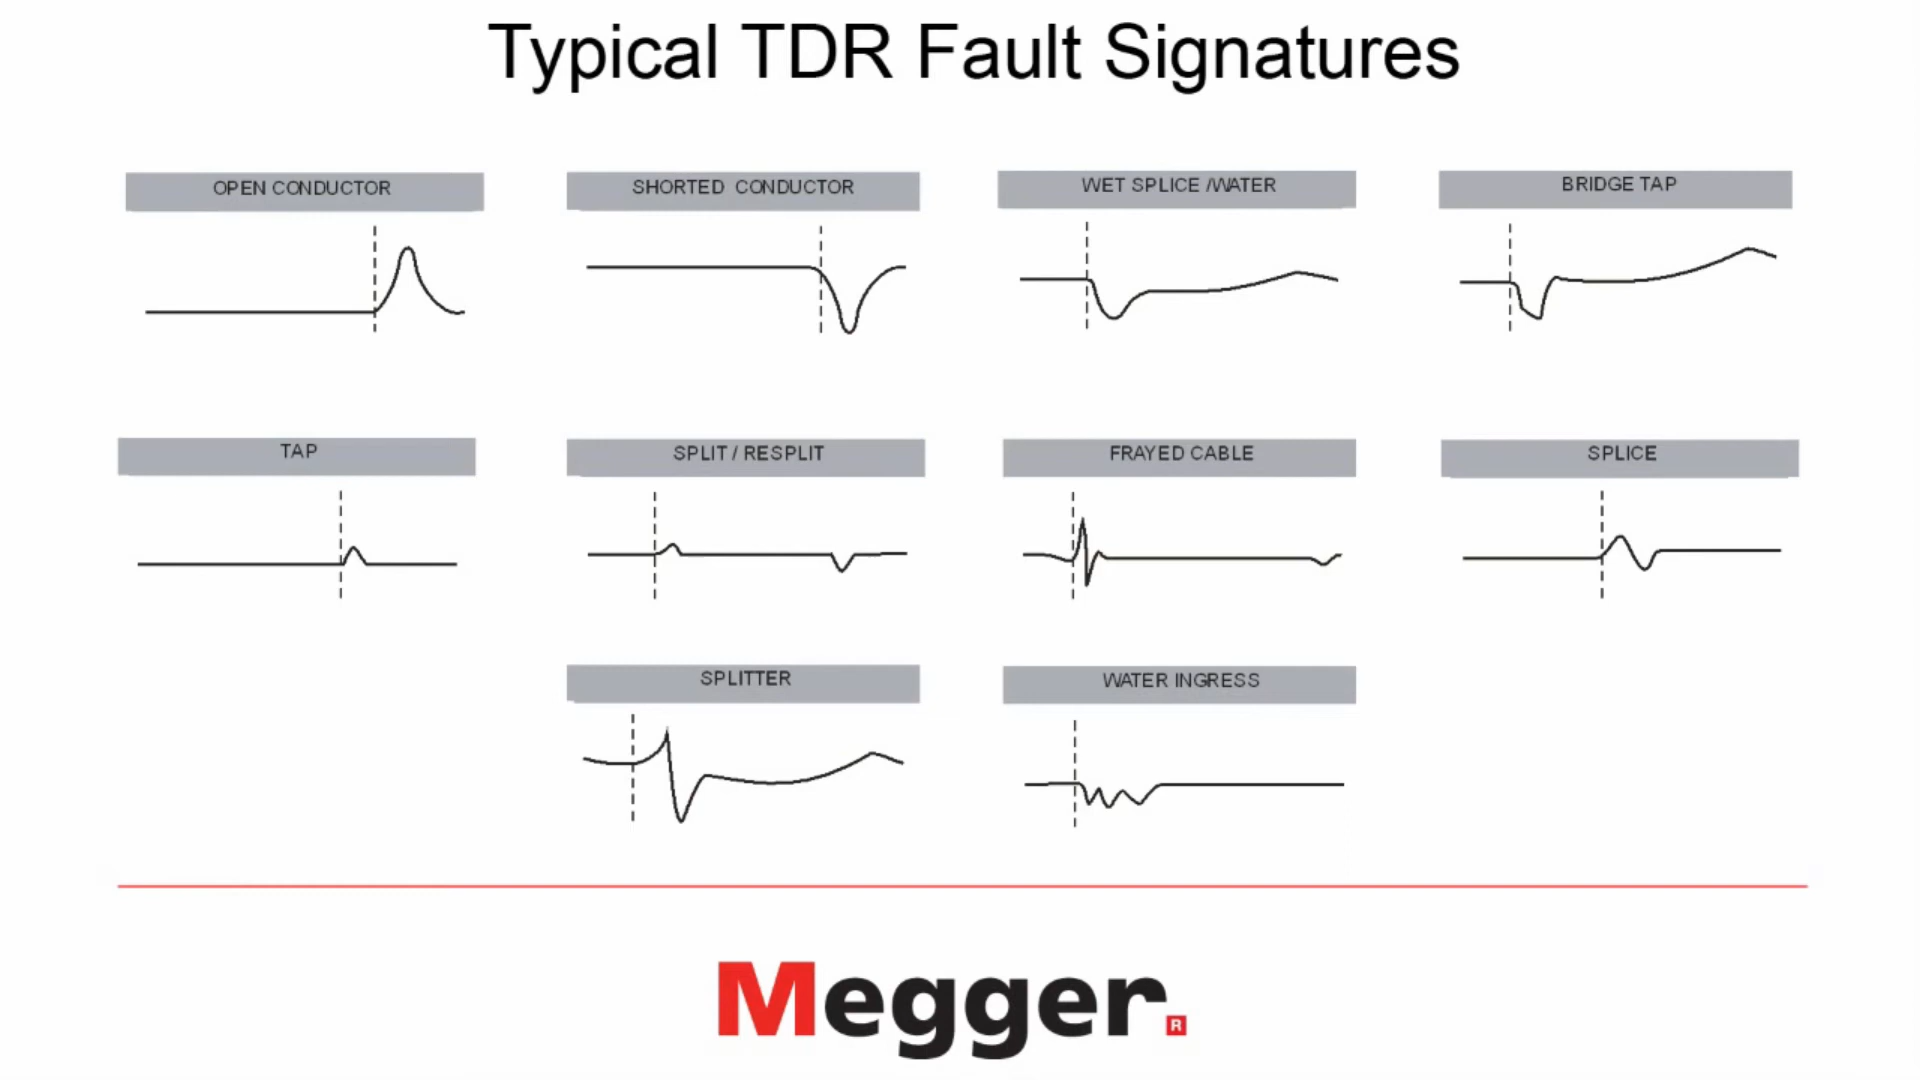 Typical TDR Fault Signatures
OPEN CONDUCTOR
SHORTED CONDUCTOR
WET SPLICE /WATER
BRIDGE TAP
TAP
SPLIT / RESPLIT
FRAYED CABLE
SPLICE
SPLITTER
WATER INGRESS
Megger.
R